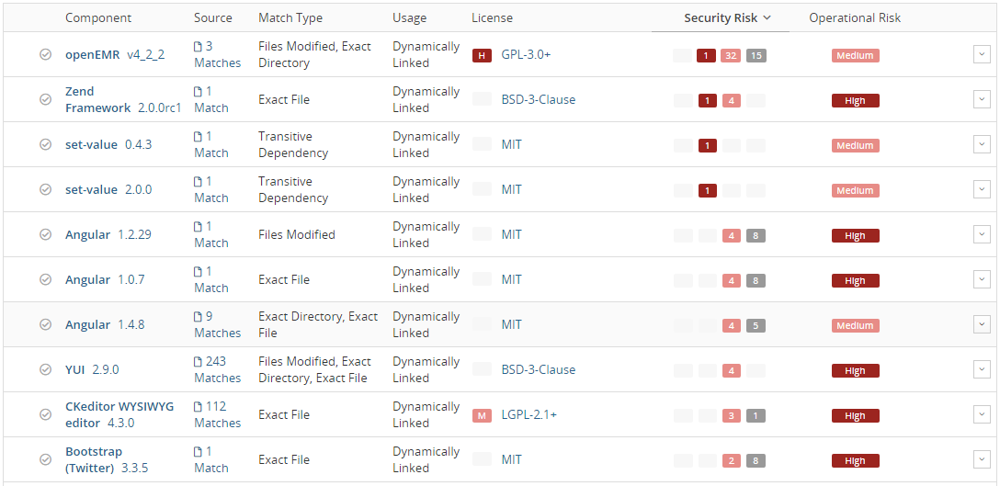 Component Source Match Type Usage License Security Risk Operational Risk
openEMR v4_2_2 3 Matches Files Modified, Exact Directory Dynamically Linked H GPL-3.0+ 1 32 15 Medium
Zend Framework 2.0.0rc1 1 Match Exact File Dynamically Linked BSD-3-Clause 1 4 High
set-value 0.4.3 1 Match Transitive Dependency Dynamically Linked MIT 1 Medium
set-value 2.0.0 1 Match Transitive Dependency Dynamically Linked MIT 1 Medium
Angular 1.2.29 1 Match Files Modified Dynamically Linked MIT 4 8 High
Angular 1.0.7 1 Match Exact File Dynamically Linked MIT 4 8 High
Angular 1.4.8 9 Matches Exact Directory, Exact File Dynamically Linked MIT 4 5 Medium
YUI 2.9.0 243 Matches Files Modified, Exact Directory, Exact File Dynamically Linked BSD-3-Clause 4 High
CKeditor WYSIWYG editor 4.3.0 112 Matches Exact File Dynamically Linked M LGPL-2.1+ 3 1 High
Bootstrap (Twitter) 3.3.5 1 Match Exact File Dynamically Linked MIT 2 8 High